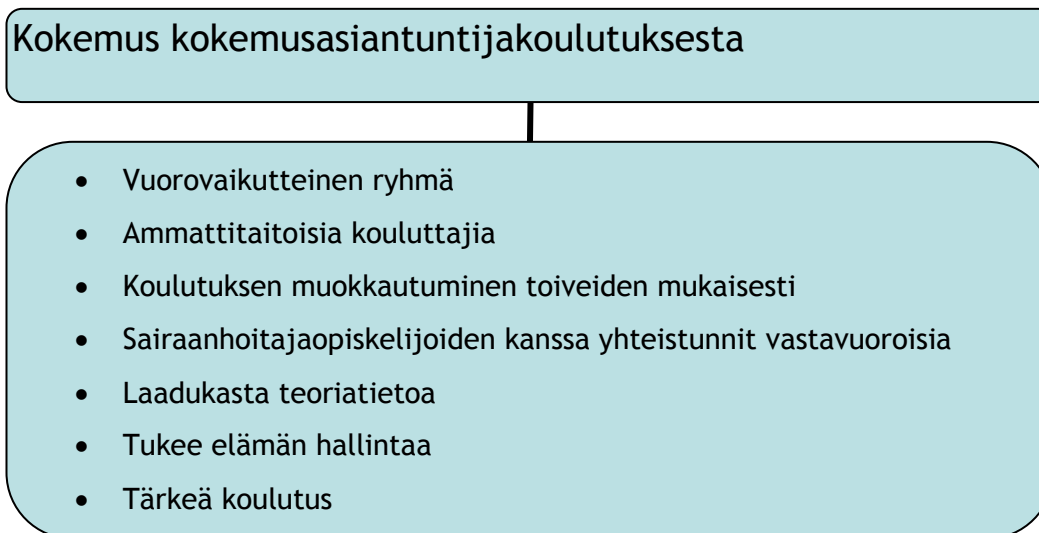 Kokemus kokemusasiantuntijakoulutuksesta
• Vuorovaikutteinen ryhmä
• Ammattitaitoisia kouluttajia
• Koulutuksen muokkautuminen toiveiden mukaisesti
• Sairaanhoitajaopiskelijoiden kanssa yhteistunnit vastavuoroisia
• Laadukasta teoriatietoa
• Tukee elämän hallintaa
• Tärkeä koulutus